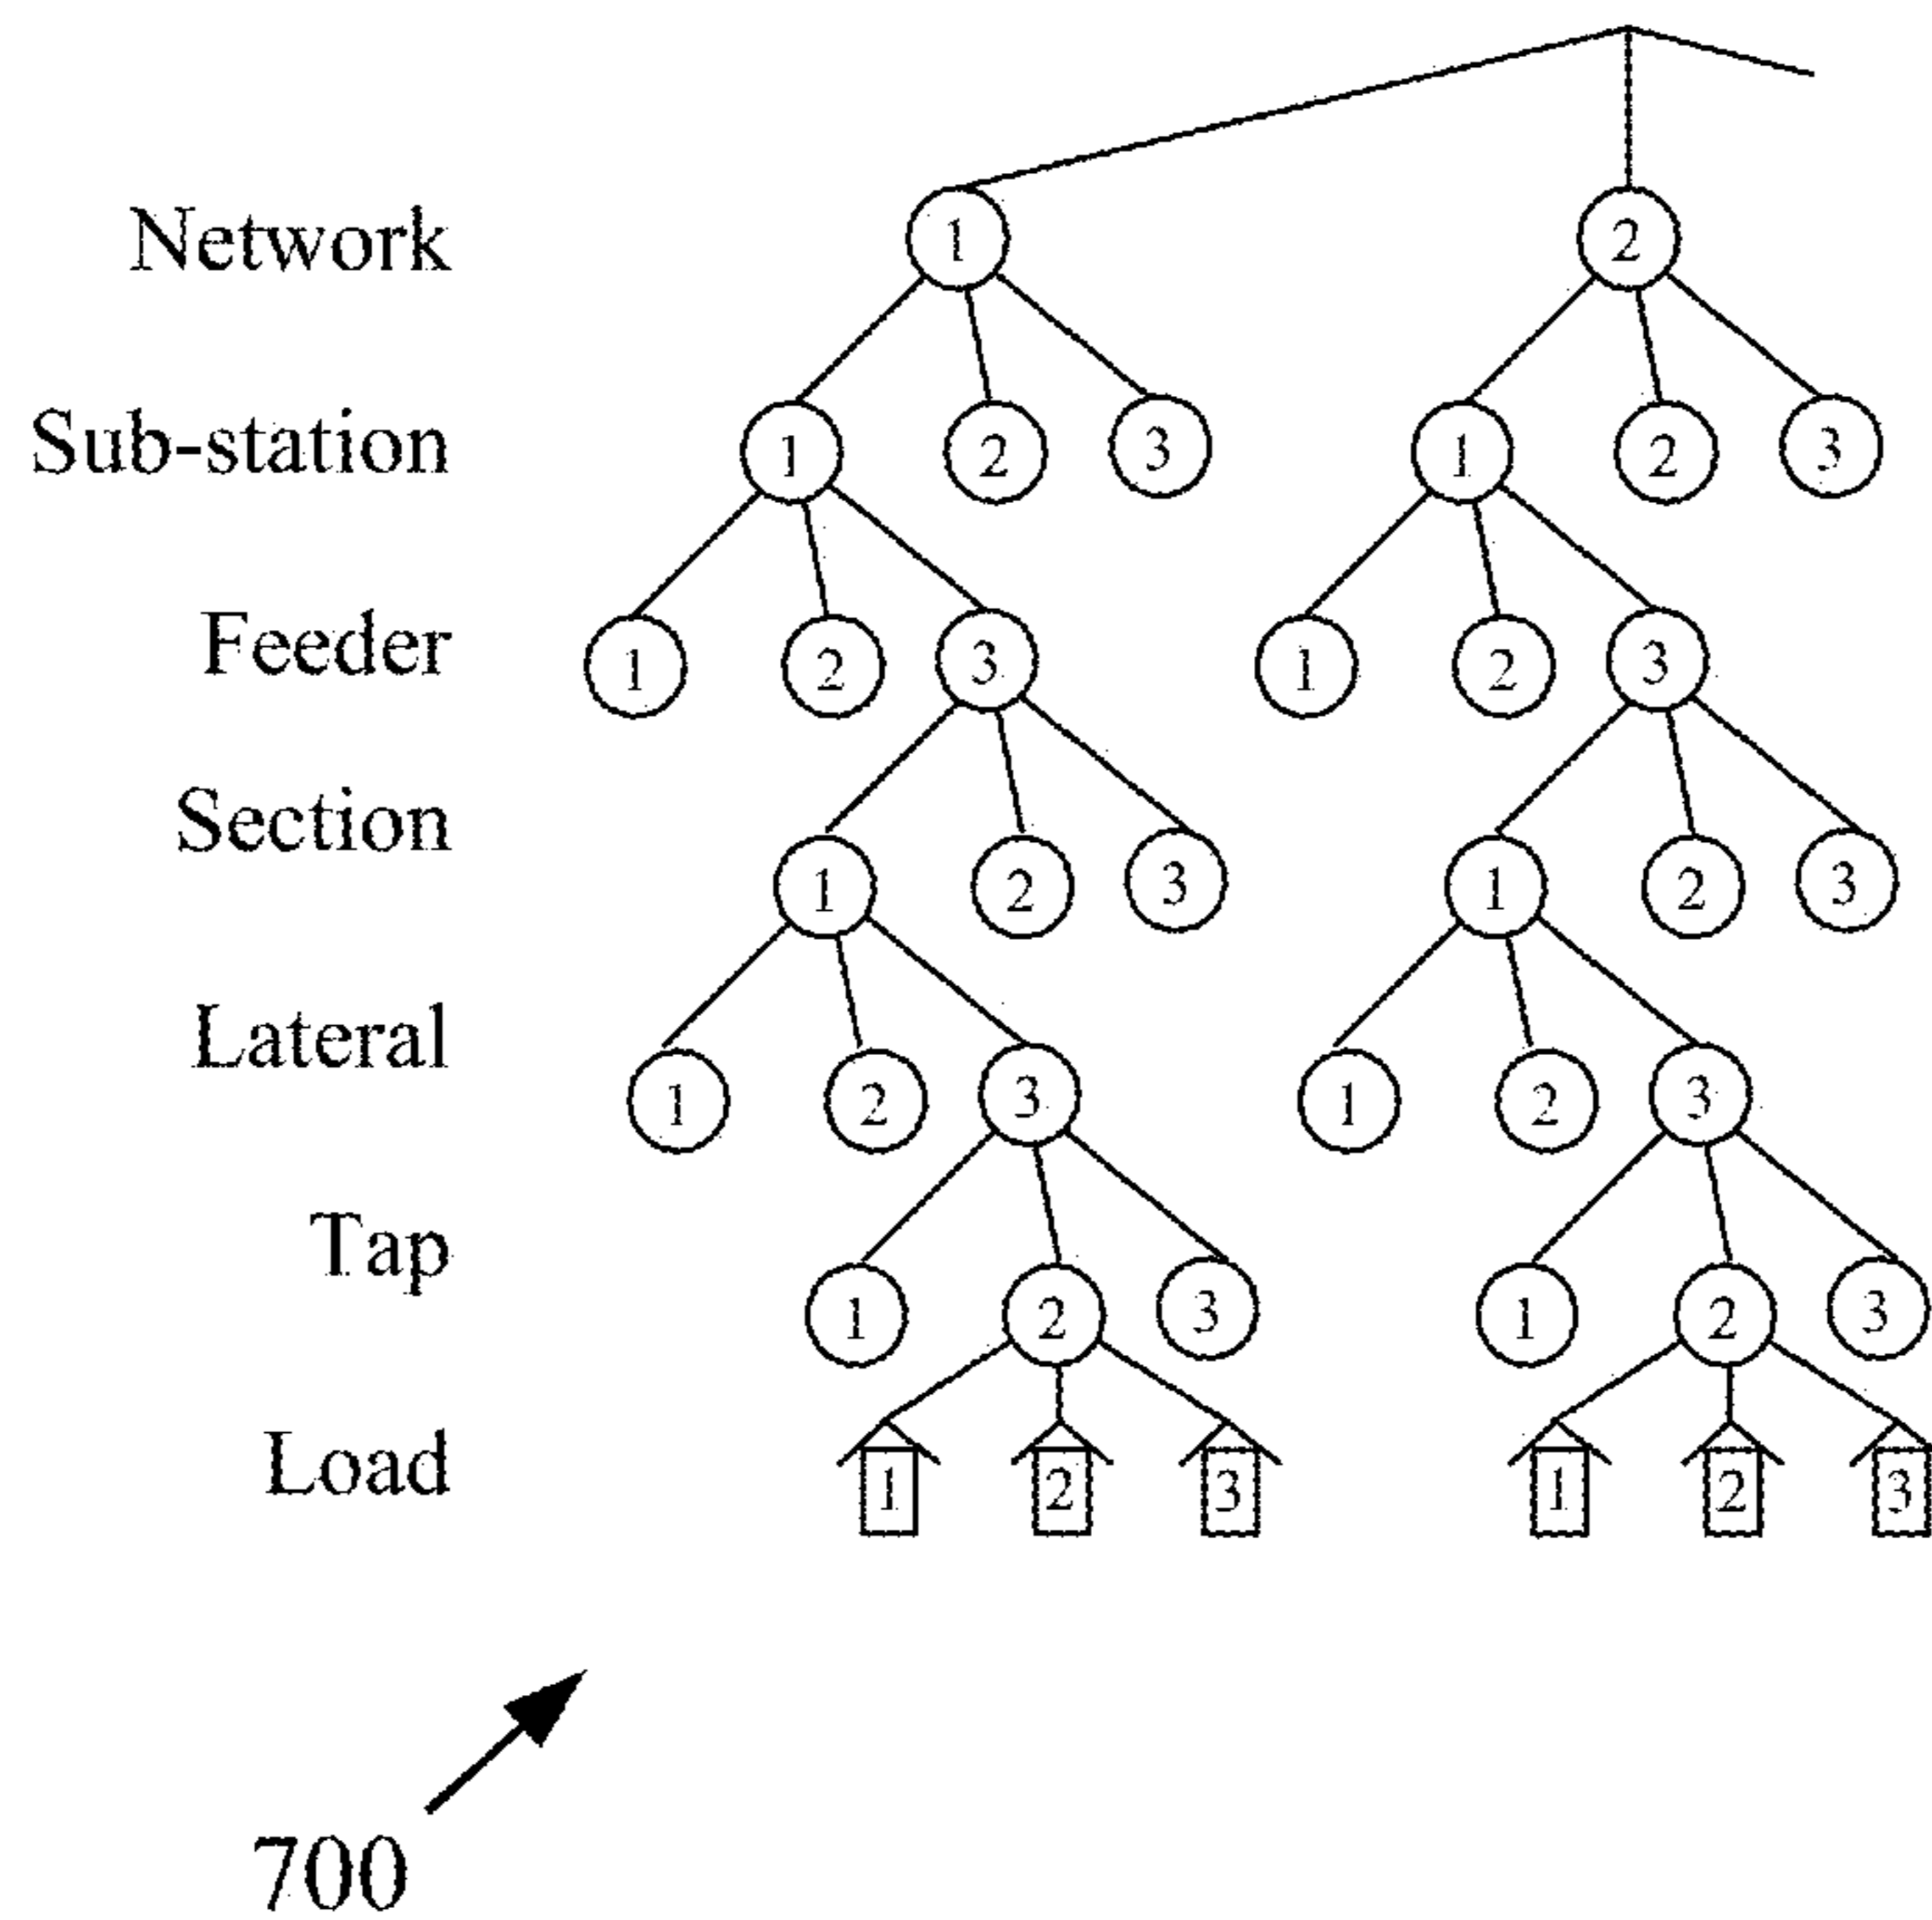 Network 1 2
Sub-station 1 2 3 1 2 3
Feeder 1 2 3 1 2 3
Section 1 2 3 1 2 3
Lateral 1 2 3 1 2 3
Tap 1 2 3 1 2 3
Load 1 2 3 1 2 3
700